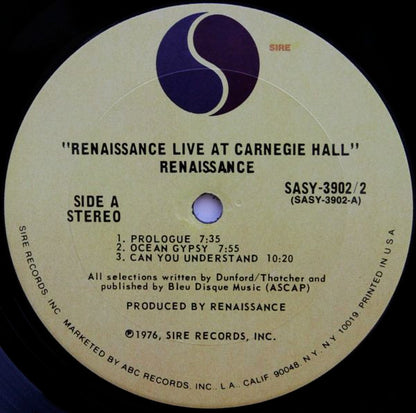 SIRE
"RENAISSANCE LIVE AT CARNEGIE HALL"
RENAISSANCE
SIDE A
STEREO
SASY-3902/2
(SASY-3902-A)
1. PROLOGUE 7:35
2. OCEAN GYPSY 7:55
3. CAN YOU UNDERSTAND 10:20
All selections written by Dunford/Thatcher and
published by Bleu Disque Music (ASCAP)
PRODUCED BY RENAISSANCE
℗1976, SIRE RECORDS, INC.
SIRE RECORDS, INC. MARKETED BY ABC RECORDS, INC., L.A., CALIF. 90048, N.Y., N.Y. 10019 PRINTED IN U.S.A.